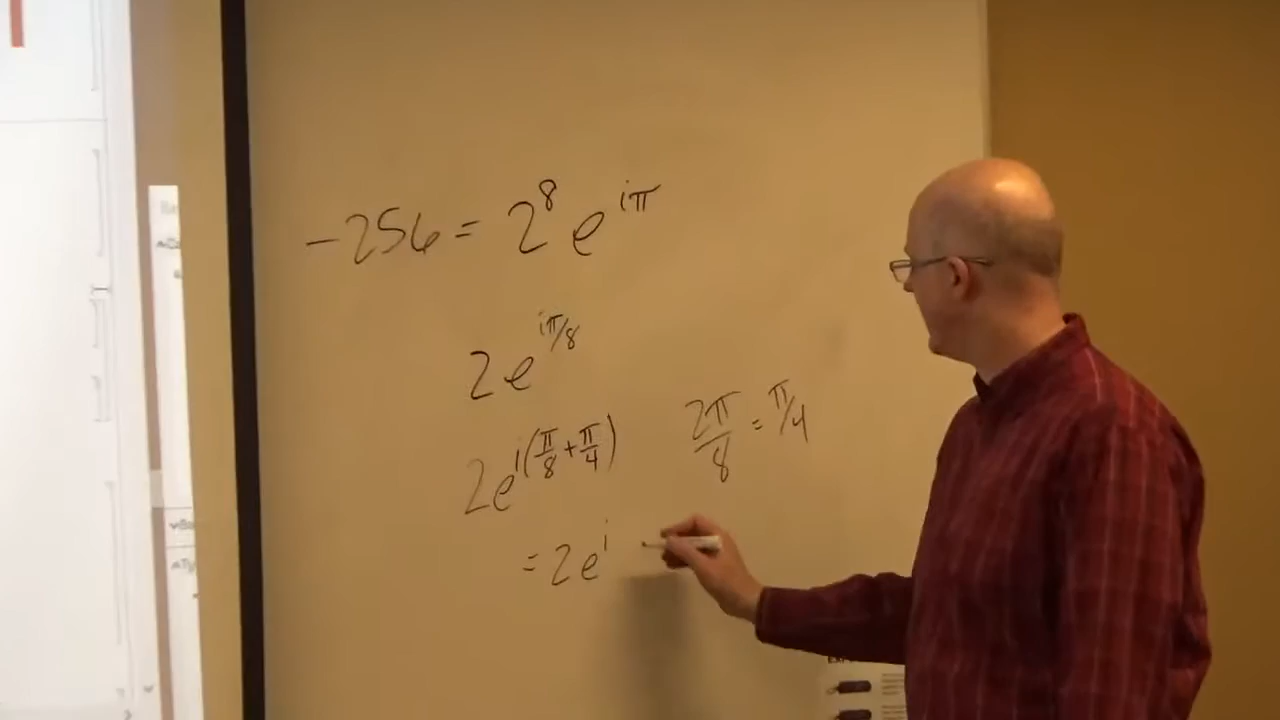 -256 = 2⁸ e^{iπ}
2e^{iπ/8}
2e^{i(π/8 + π/4)}
2π/8 = π/4
= 2e^{i}